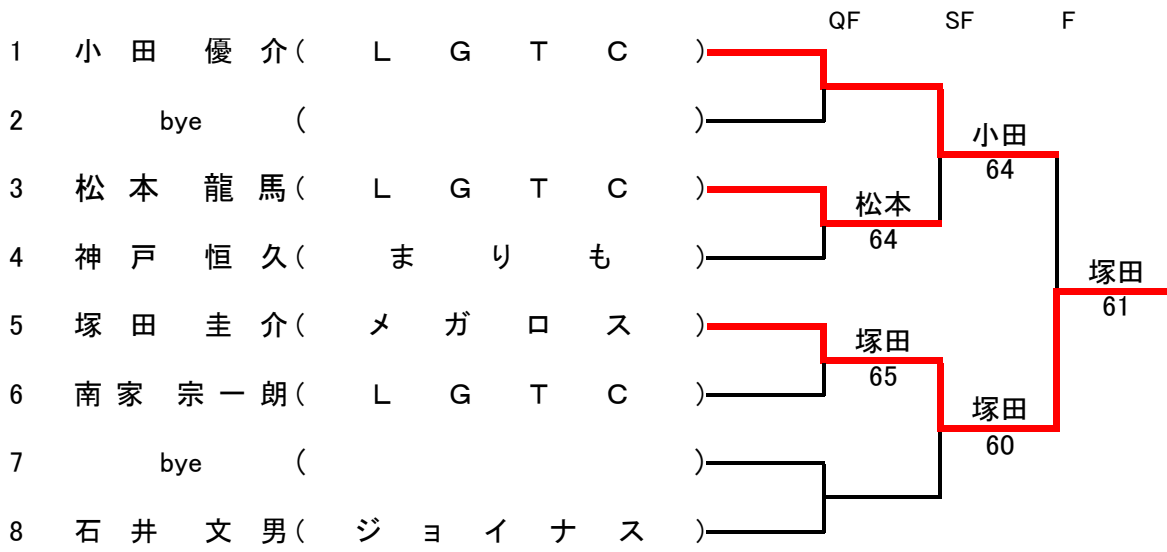 QF SF F
1 小田 優介(LGTC)
2 bye ( )
小田
64
3 松本 龍馬(LGTC)
松本
64
4 神戸 恒久(まりも)
塚田
61
5 塚田 圭介(メガロス)
塚田
65
6 南家 宗一朗(LGTC)
塚田
60
7 bye ( )
8 石井 文男(ジョイナス)